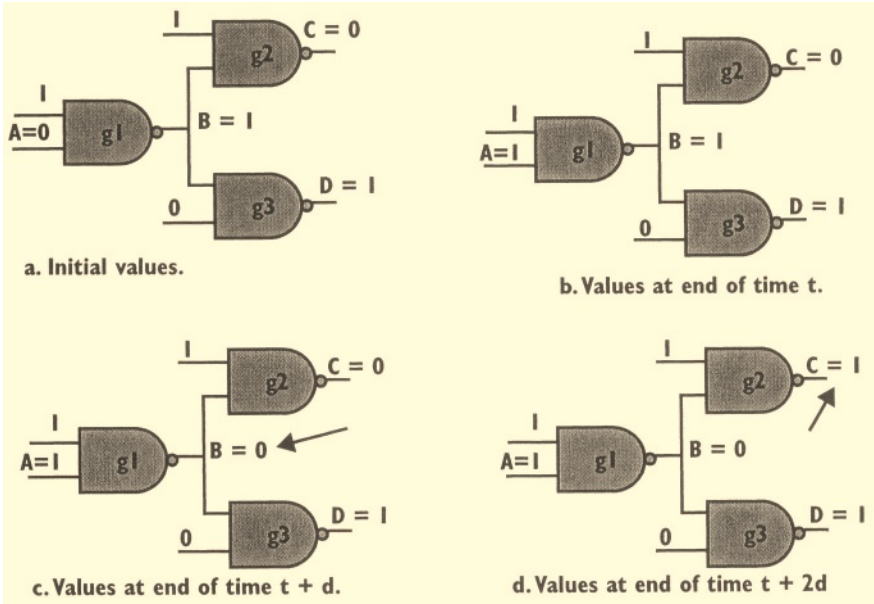 1
C = 0
g2
1
A=0
g1
B = 1
D = 1
0
g3
a. Initial values.
1
C = 0
g2
1
A=1
g1
B = 1
D = 1
0
g3
b. Values at end of time t.
1
C = 0
g2
1
A=1
g1
B = 0
D = 1
0
g3
c. Values at end of time t + d.
1
C = 1
g2
1
A=1
g1
B = 0
D = 1
0
g3
d. Values at end of time t + 2d